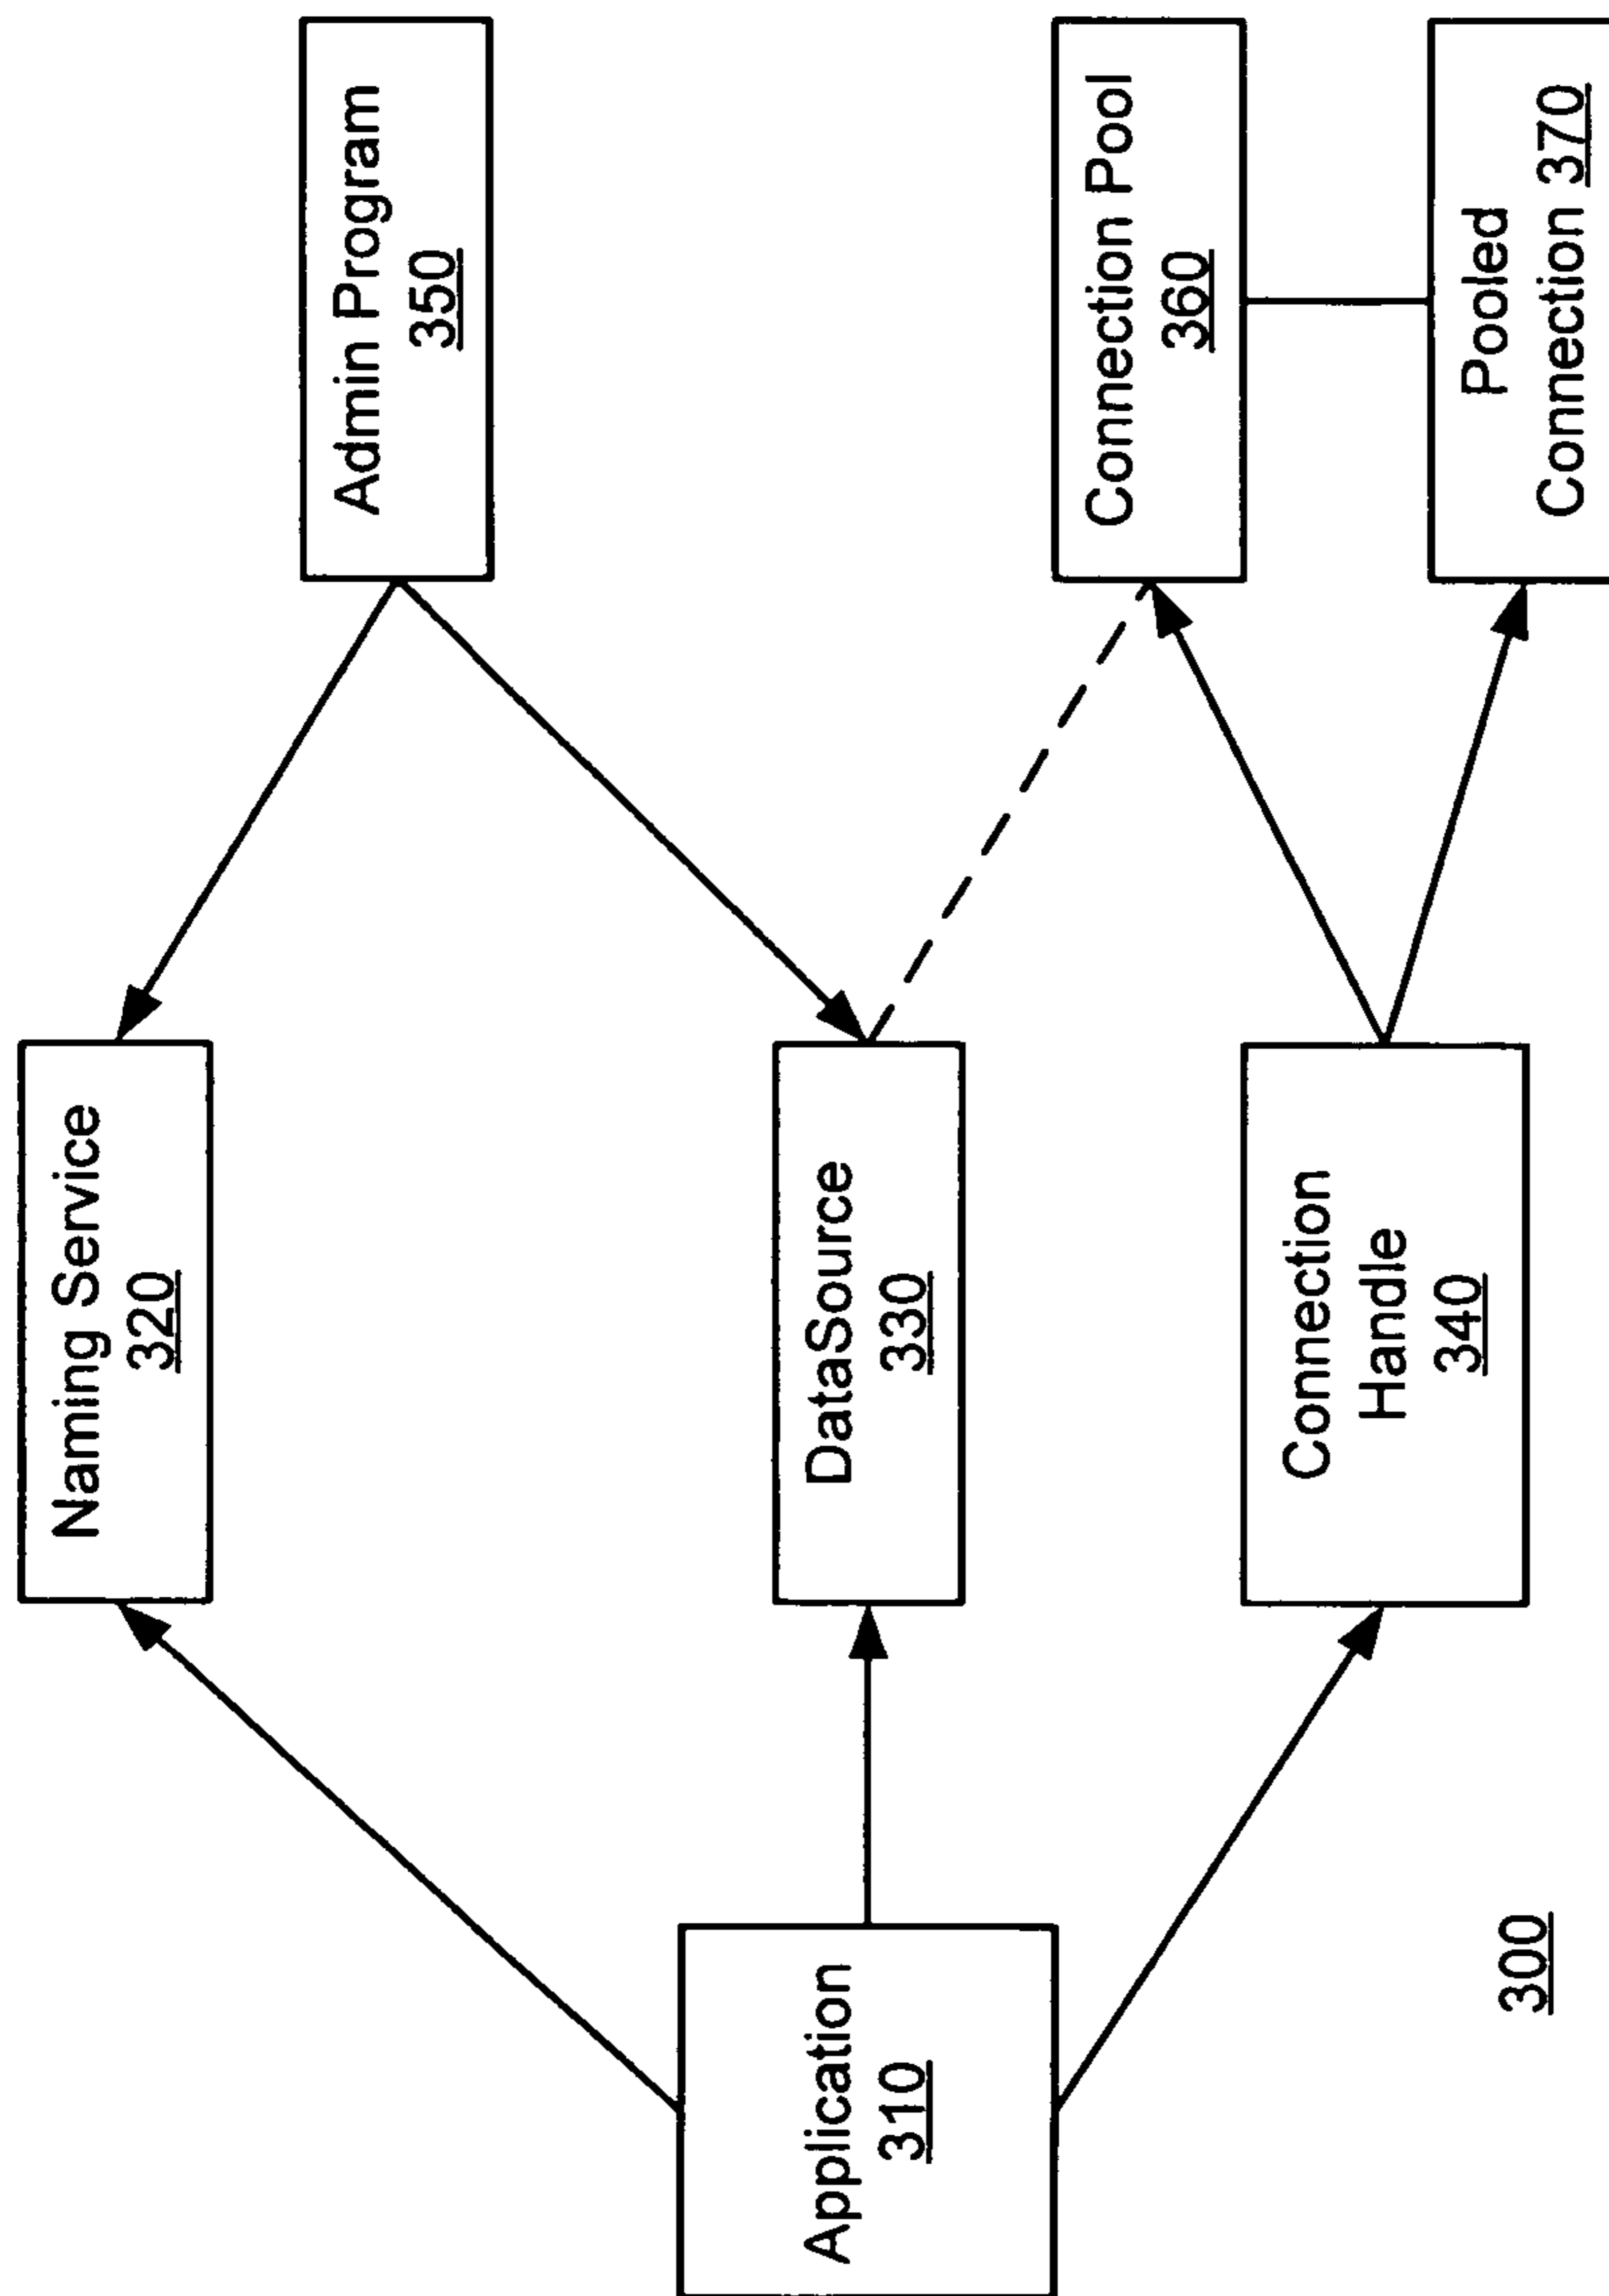 Naming Service
320
Admin Program
350
Application
310
DataSource
330
Connection Pool
360
Connection
Handle
340
Pooled
Connection 370
300